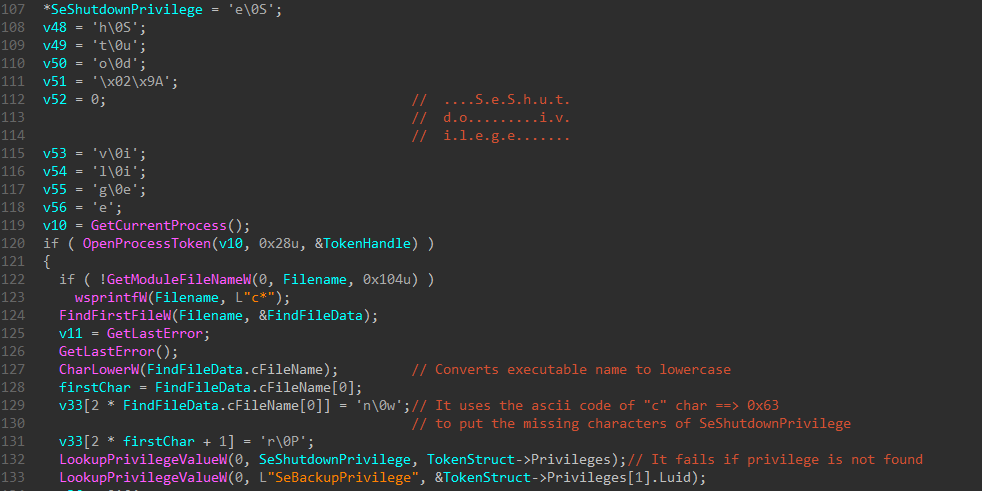 107 *SeShutdownPrivilege = 'e\0S';
108 v48 = 'h\0S';
109 v49 = 't\0u';
110 v50 = 'o\0d';
111 v51 = '\x02\x9A';
112 v52 = 0; // ....S.e.S.h.u.t.
113 // d.o.........i.v.
114 // i.l.e.g.e.......
115 v53 = 'v\0i';
116 v54 = 'l\0i';
117 v55 = 'g\0e';
118 v56 = 'e';
119 v10 = GetCurrentProcess();
120 if ( OpenProcessToken(v10, 0x28u, &TokenHandle) )
121 {
122 if ( !GetModuleFileNameW(0, Filename, 0x104u) )
123 wsprintfW(Filename, L"c*");
124 FindFirstFileW(Filename, &FindFileData);
125 v11 = GetLastError;
126 GetLastError();
127 CharLowerW(FindFileData.cFileName); // Converts executable name to lowercase
128 firstChar = FindFileData.cFileName[0];
129 v33[2 * FindFileData.cFileName[0]] = 'n\0w';// It uses the ascii code of "c" char ==> 0x63
130 // to put the missing characters of SeShutdownPrivilege
131 v33[2 * firstChar + 1] = 'r\0P';
132 LookupPrivilegeValueW(0, SeShutdownPrivilege, TokenStruct->Privileges);// It fails if privilege is not found
133 LookupPrivilegeValueW(0, L"SeBackupPrivilege", &TokenStruct->Privileges[1].Luid);